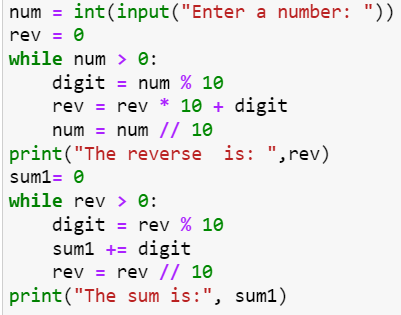 num = int(input("Enter a number: "))
rev = 0
while num > 0:
    digit = num % 10
    rev = rev * 10 + digit
    num = num // 10
print("The reverse  is: ",rev)
sum1= 0
while rev > 0:
    digit = rev % 10
    sum1 += digit
    rev = rev // 10
print("The sum is:", sum1)